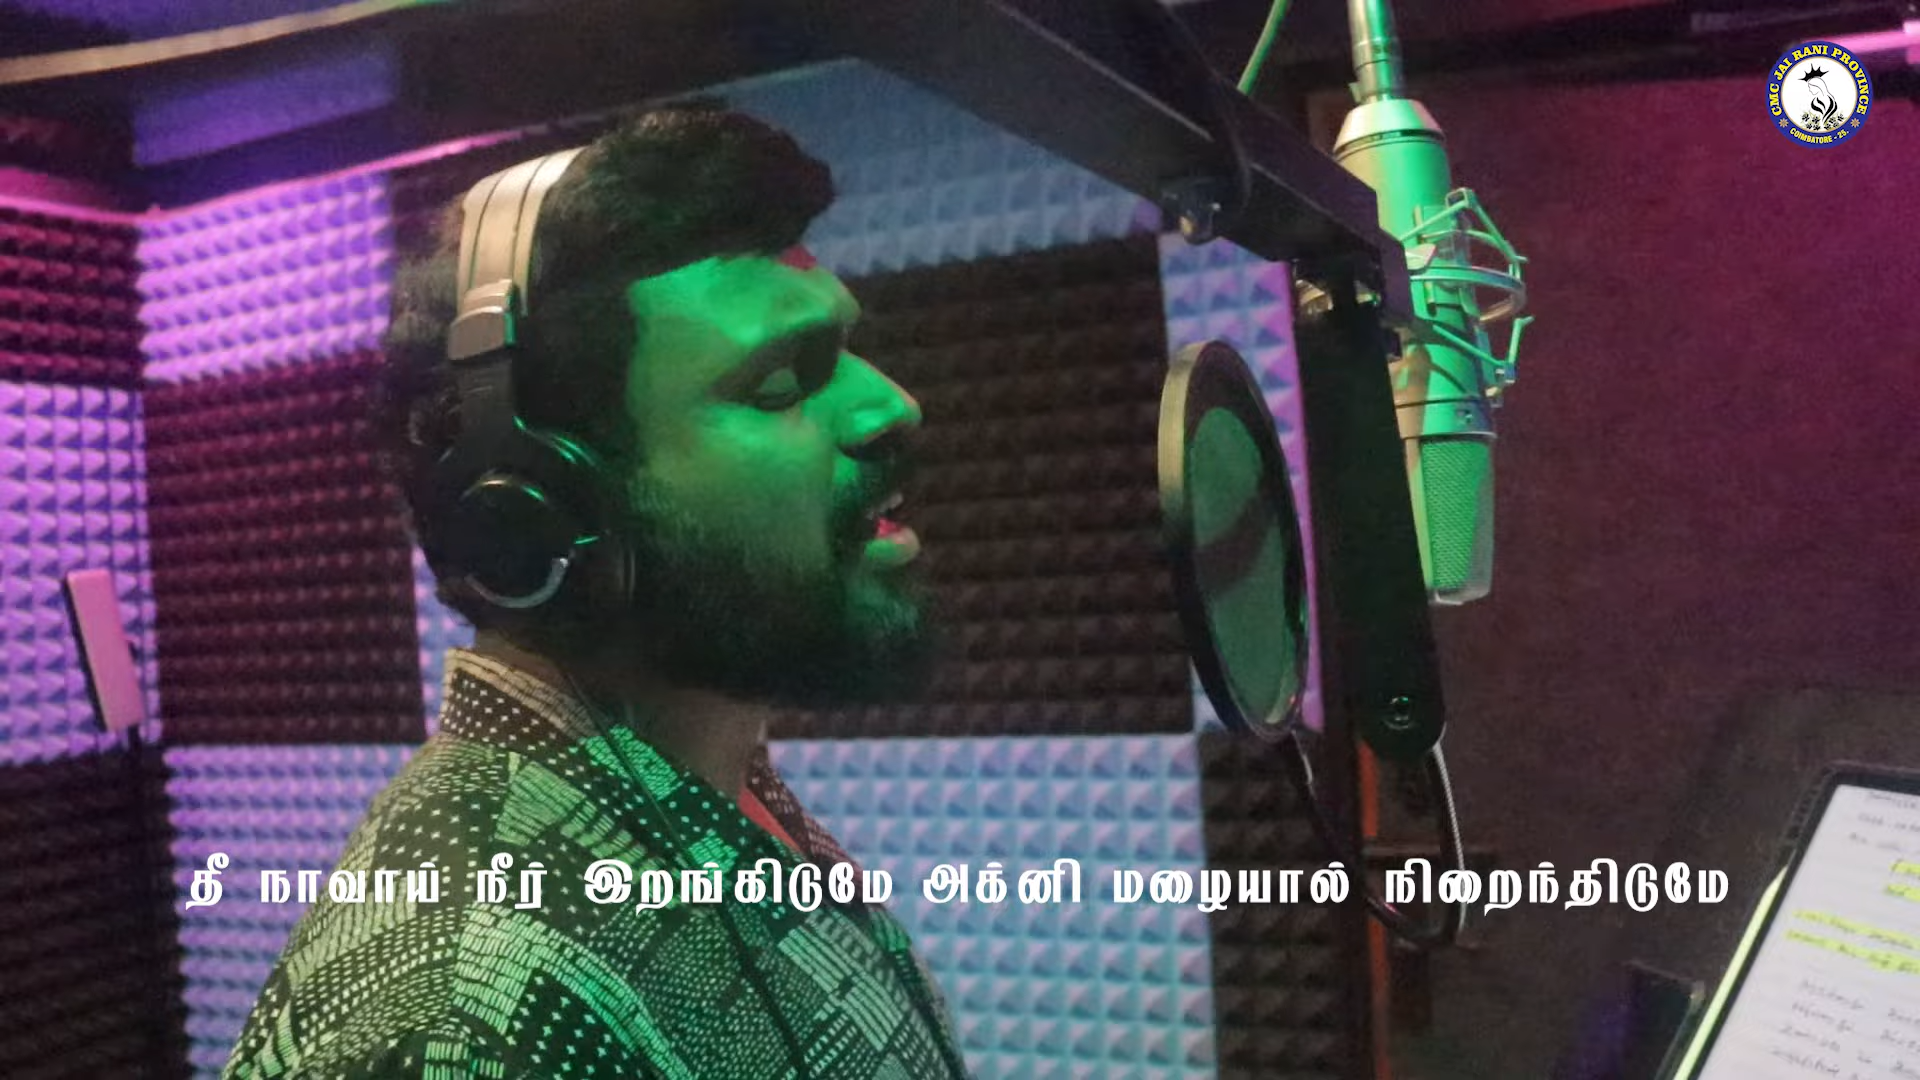 CMC JAI RANI PROVINCE
COIMBATORE - 25.
தீ நாவாய் நீர் இறங்கிடுமே அக்னி மழையால் நிறைந்திடுமே